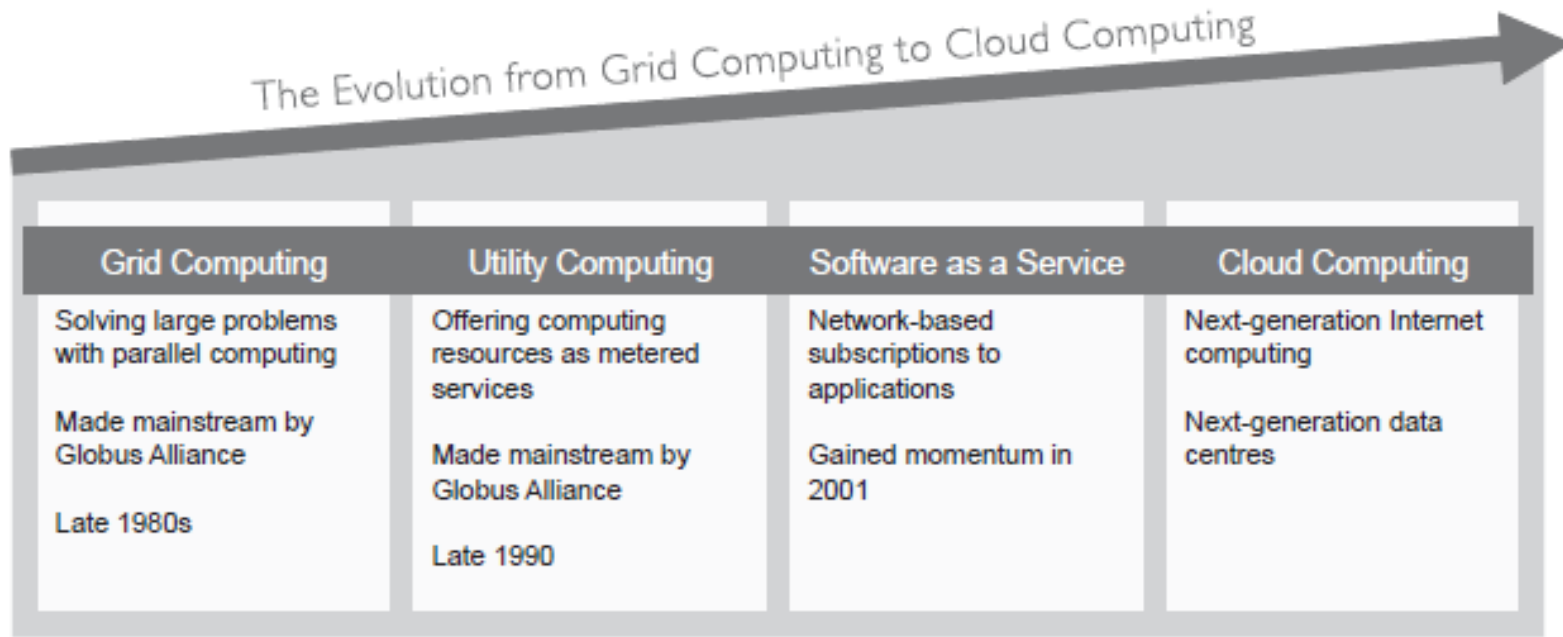 The Evolution from Grid Computing to Cloud Computing
Grid Computing
Solving large problems
with parallel computing
Made mainstream by
Globus Alliance
Late 1980s
Utility Computing
Offering computing
resources as metered
services
Made mainstream by
Globus Alliance
Late 1990
Software as a Service
Network-based
subscriptions to
applications
Gained momentum in
2001
Cloud Computing
Next-generation Internet
computing
Next-generation data
centres